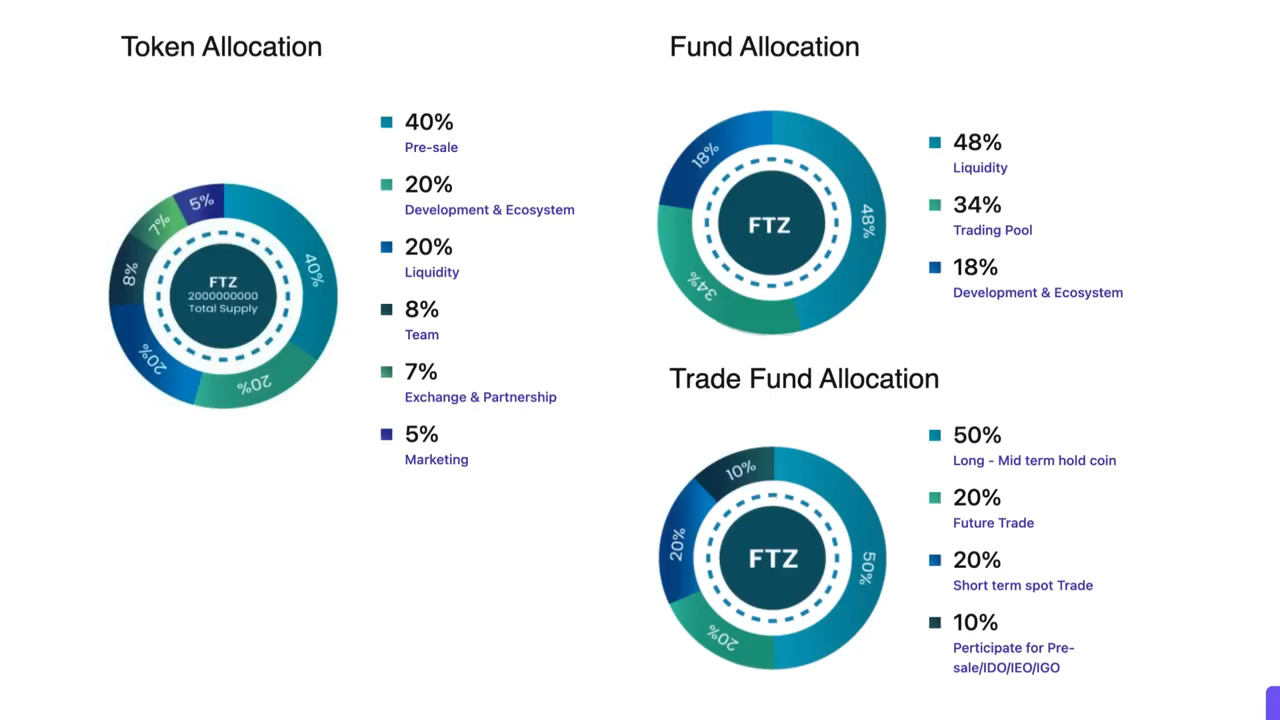 Token Allocation
5%
7%
8%
40%
20%
20%
FTZ
2000000000
Total Supply
40%
Pre-sale
20%
Development & Ecosystem
20%
Liquidity
8%
Team
7%
Exchange & Partnership
5%
Marketing
Fund Allocation
18%
48%
34%
FTZ
48%
Liquidity
34%
Trading Pool
18%
Development & Ecosystem
Trade Fund Allocation
10%
20%
50%
20%
FTZ
50%
Long - Mid term hold coin
20%
Future Trade
20%
Short term spot Trade
10%
Perticipate for Pre-
sale/IDO/IEO/IGO